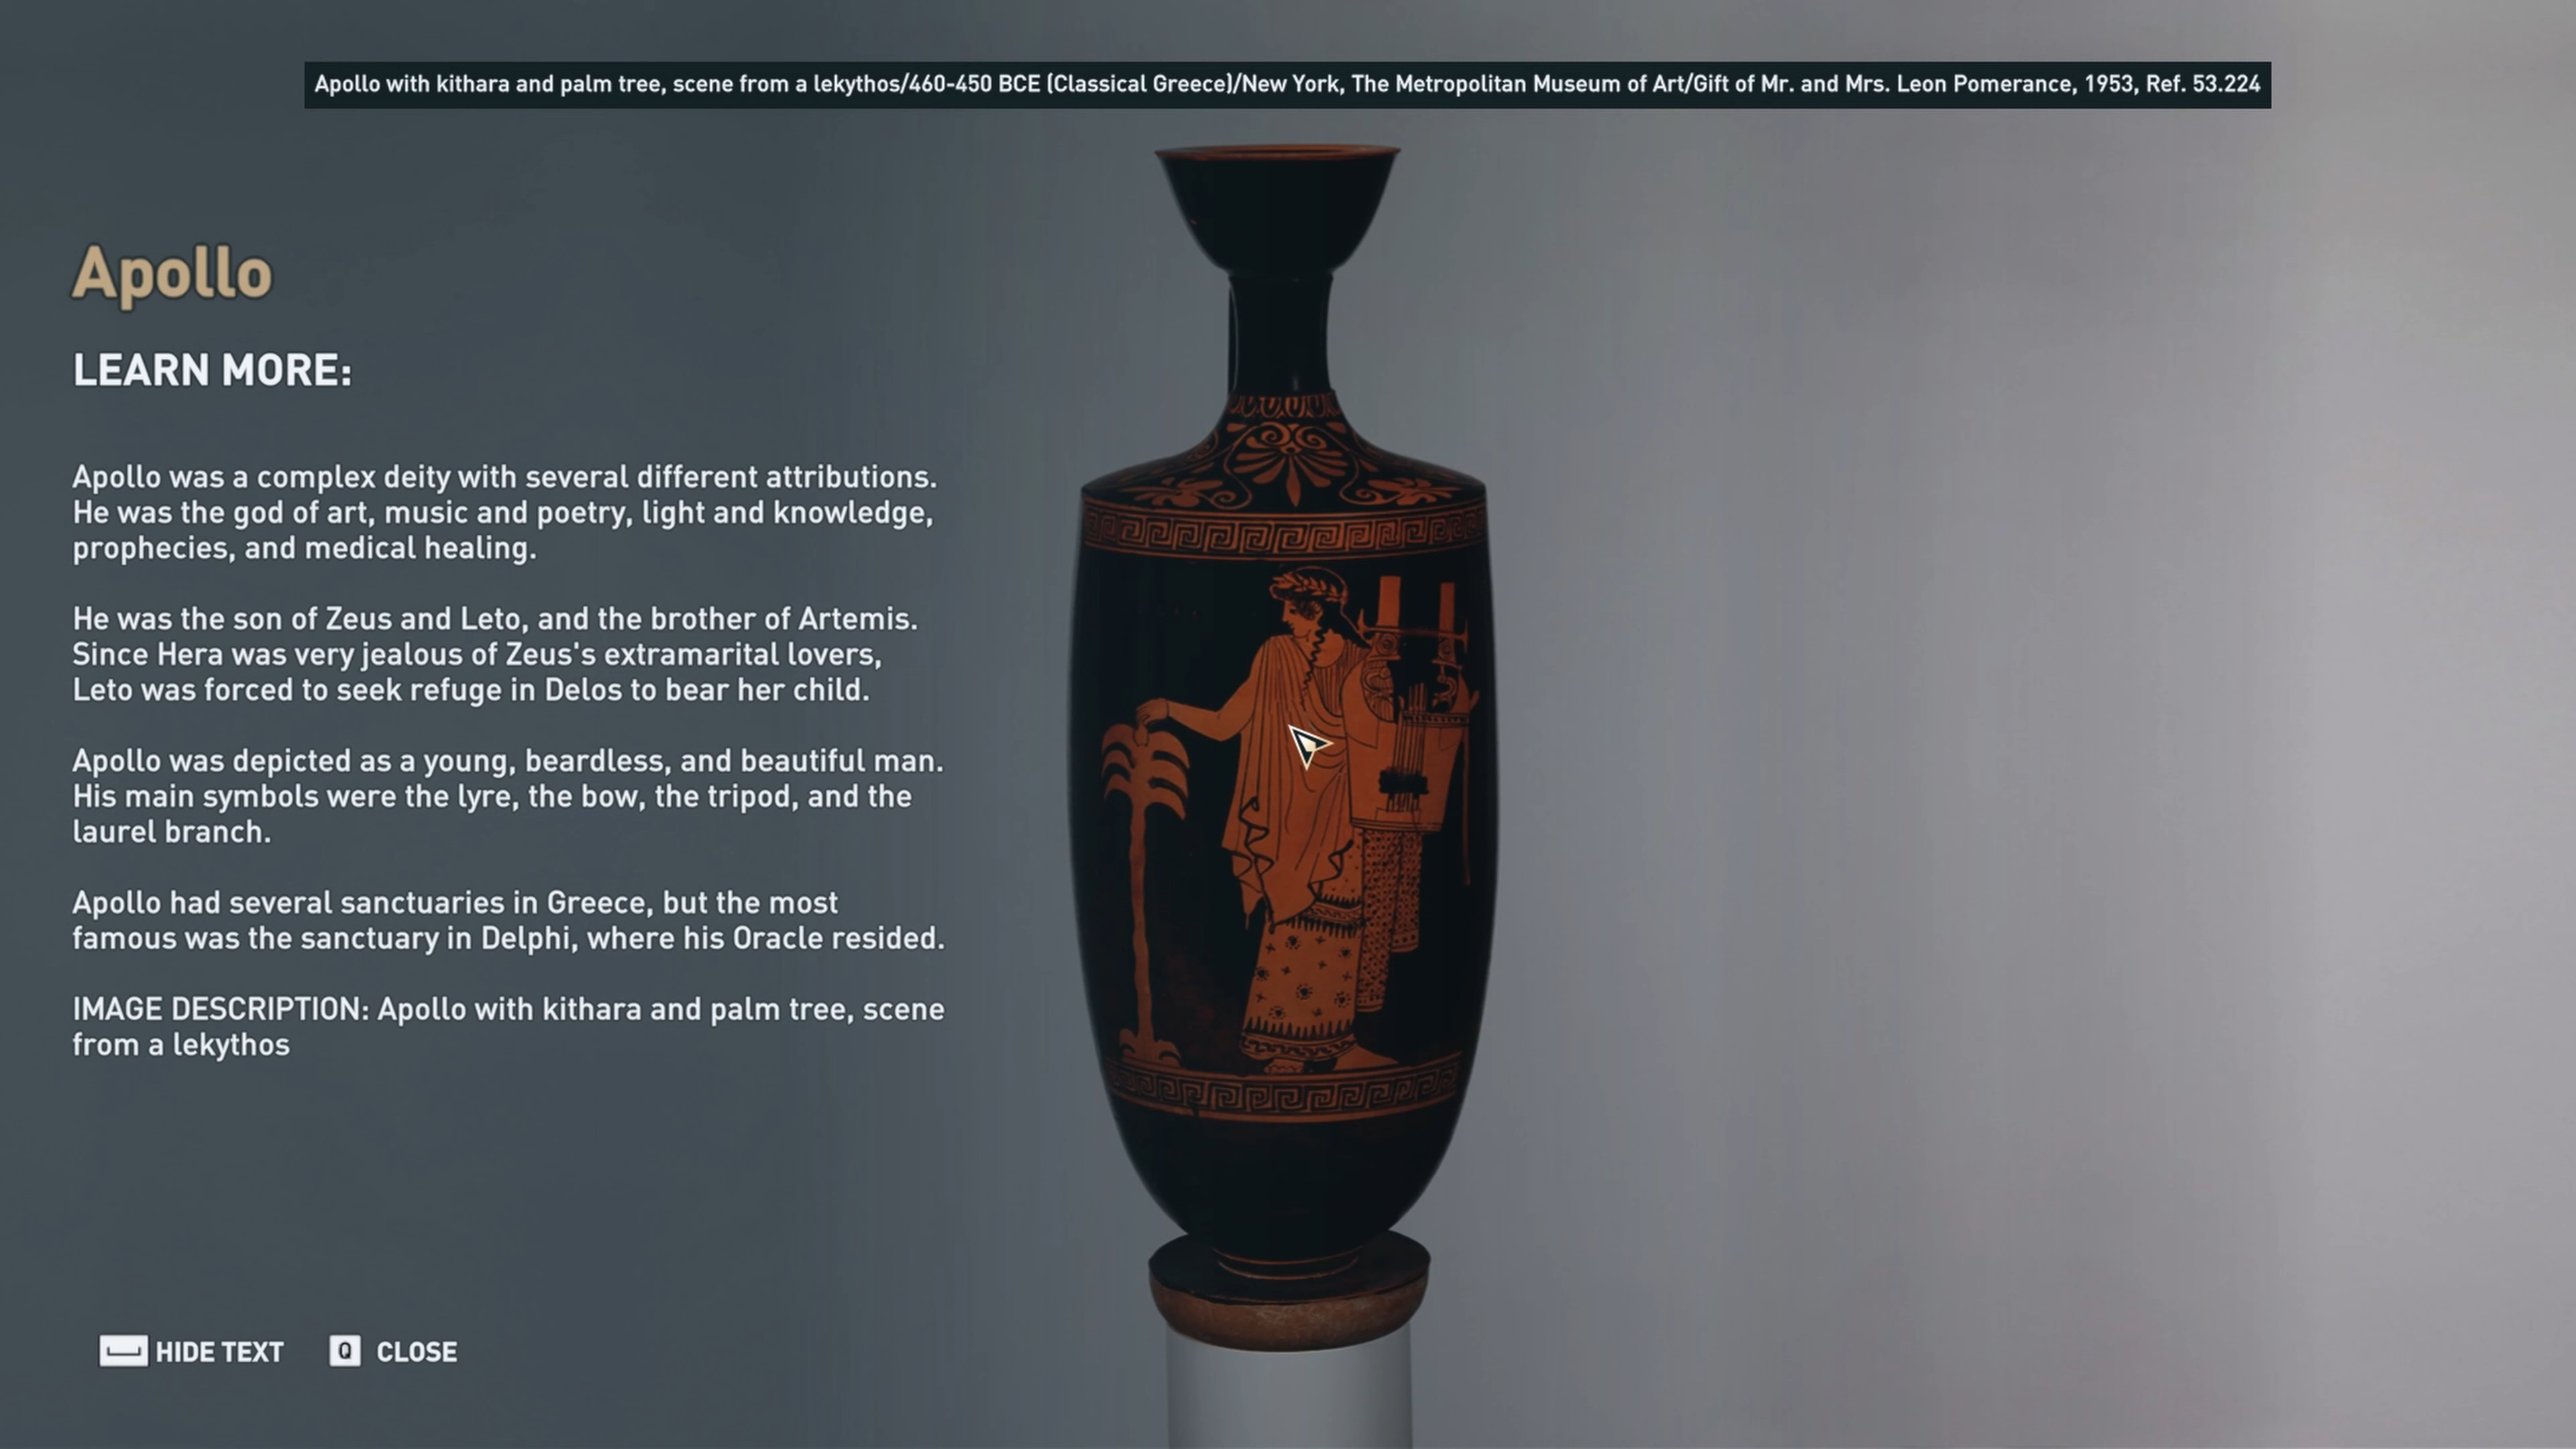 Apollo with kithara and palm tree, scene from a lekythos/460-450 BCE (Classical Greece)/New York, The Metropolitan Museum of Art/Gift of Mr. and Mrs. Leon Pomerance, 1953, Ref. 53.224
Apollo
LEARN MORE:
Apollo was a complex deity with several different attributions.
He was the god of art, music and poetry, light and knowledge,
prophecies, and medical healing.
He was the son of Zeus and Leto, and the brother of Artemis.
Since Hera was very jealous of Zeus's extramarital lovers,
Leto was forced to seek refuge in Delos to bear her child.
Apollo was depicted as a young, beardless, and beautiful man.
His main symbols were the lyre, the bow, the tripod, and the
laurel branch.
Apollo had several sanctuaries in Greece, but the most
famous was the sanctuary in Delphi, where his Oracle resided.
IMAGE DESCRIPTION: Apollo with kithara and palm tree, scene
from a lekythos
HIDE TEXT Q CLOSE